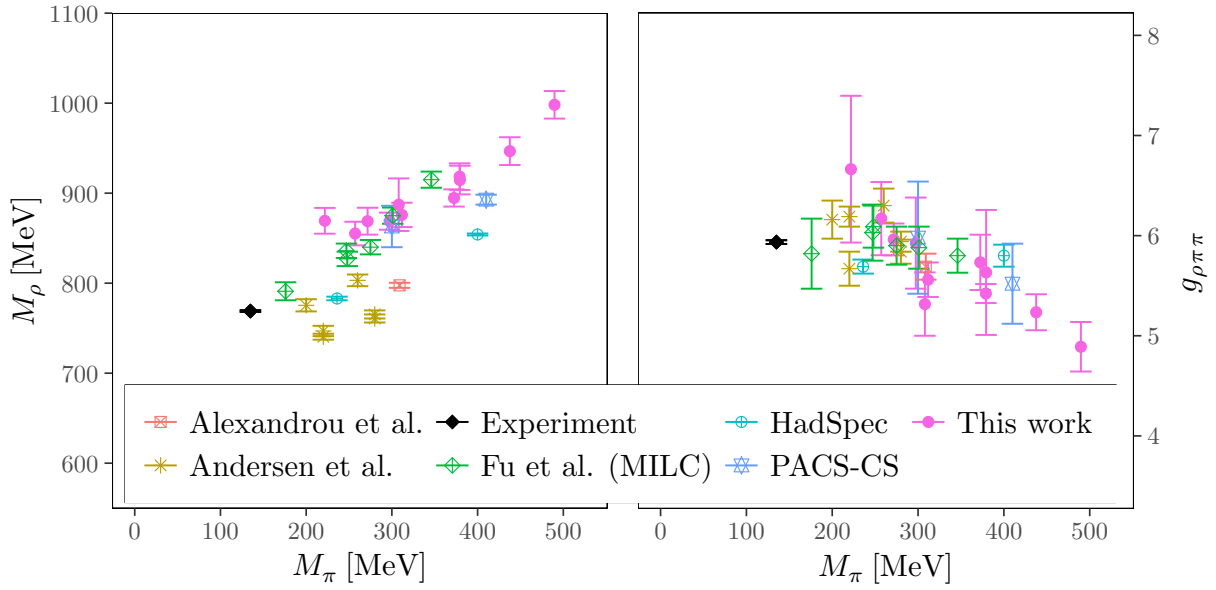 1100
1000
900
800
700
600
M_ρ [MeV]
0 100 200 300 400 500
M_π [MeV]
8
7
6
5
4
g_ρππ
0 100 200 300 400 500
M_π [MeV]
Alexandrou et al. Experiment HadSpec This work
Andersen et al. Fu et al. (MILC) PACS-CS